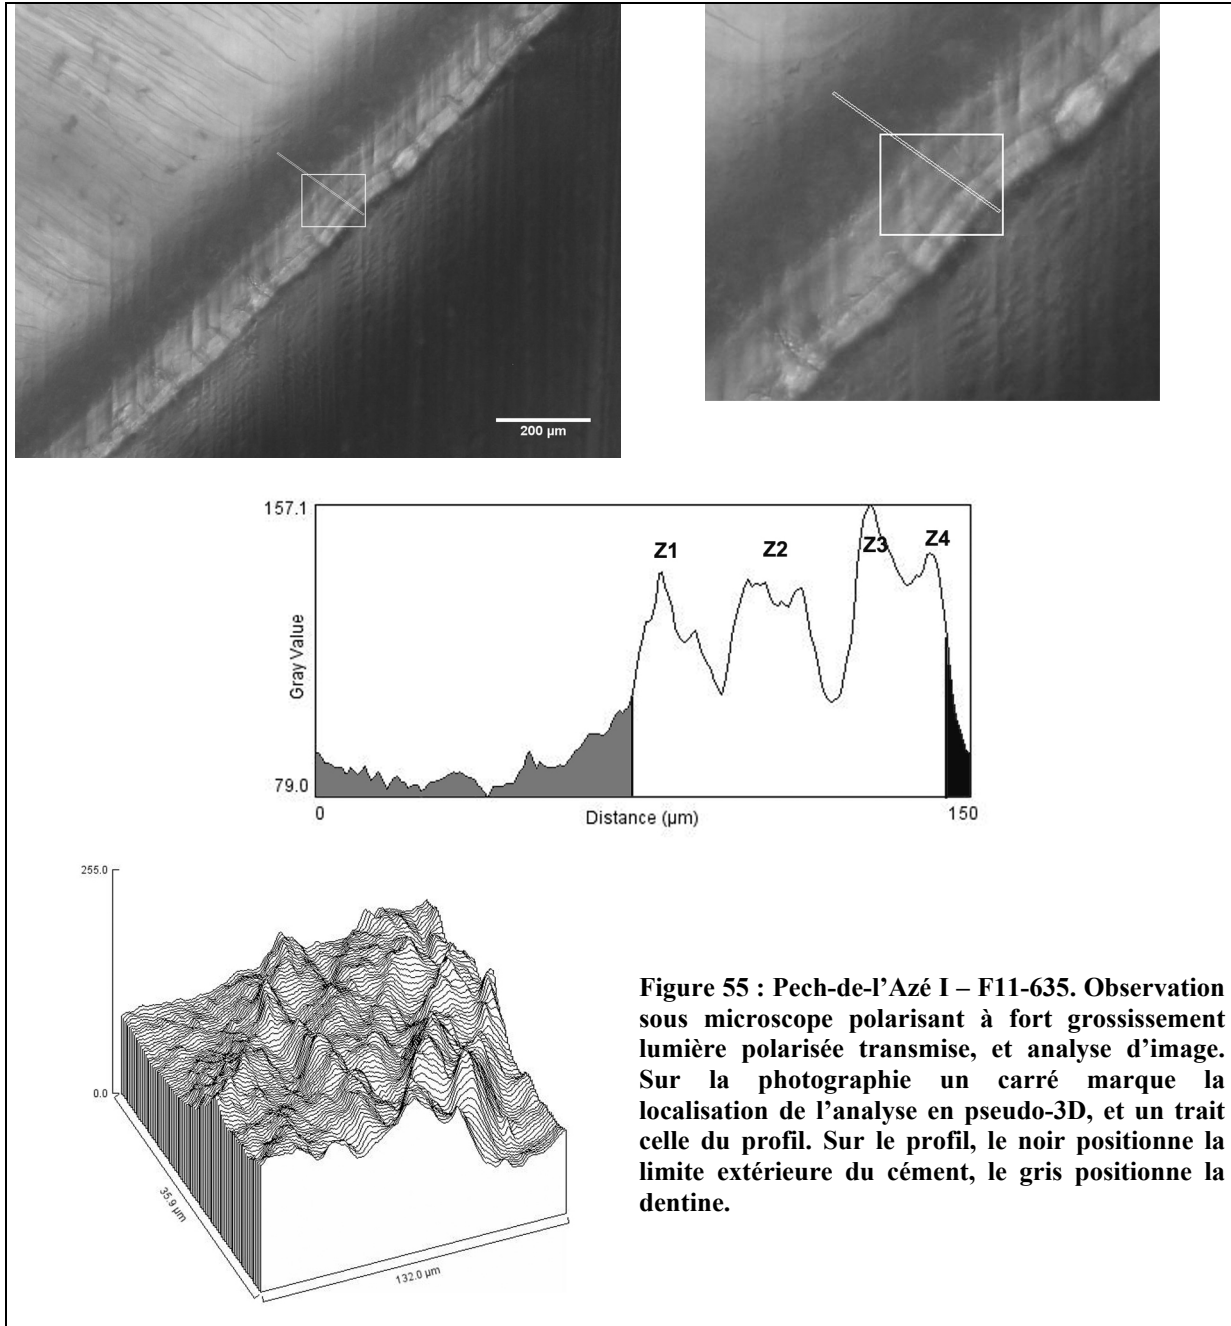 200 µm
157.1
Z1
Z2
Z3
Z4
Gray Value
79.0
0
Distance (µm)
150
255.0
0.0
35.9 µm
132.0 µm
Figure 55 : Pech-de-l'Azé I – F11-635. Observation
sous microscope polarisant à fort grossissement
lumière polarisée transmise, et analyse d'image.
Sur la photographie un carré marque la
localisation de l'analyse en pseudo-3D, et un trait
celle du profil. Sur le profil, le noir positionne la
limite extérieure du cément, le gris positionne la
dentine.